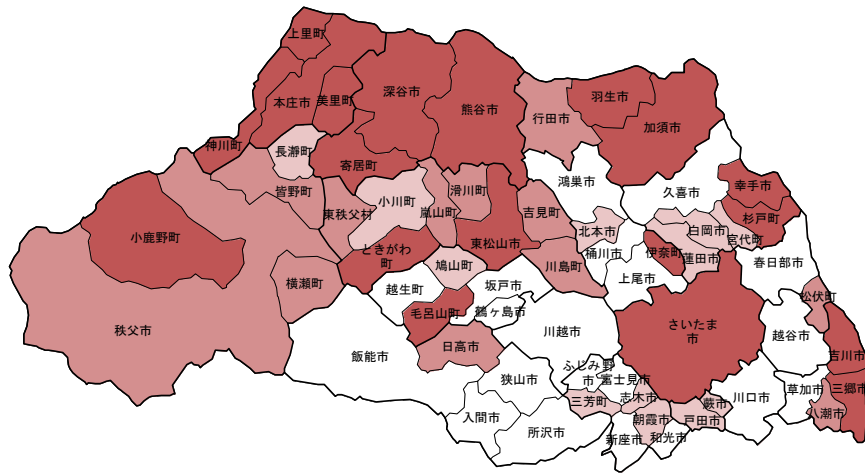 上里町
本庄市
美里町
深谷市
熊谷市
行田市
羽生市
加須市
神川町
長瀞町
寄居町
皆野町
小鹿野町
東秩父村
小川町
嵐山町
滑川町
吉見町
鴻巣市
久喜市
幸手市
杉戸町
北本市
白岡市
宮代町
ときがわ
町
東松山市
桶川市
伊奈町
蓮田市
春日部市
横瀬町
鳩山町
川島町
上尾市
越生町
坂戸市
松伏町
秩父市
毛呂山町
鶴ヶ島市
川越市
さいたま
市
越谷市
吉川市
飯能市
日高市
ふじみ野
市
富士見市
狭山市
三芳町
志木市
蕨市
川口市
草加市
三郷市
入間市
所沢市
新座市
朝霞市
和光市
戸田市
八潮市